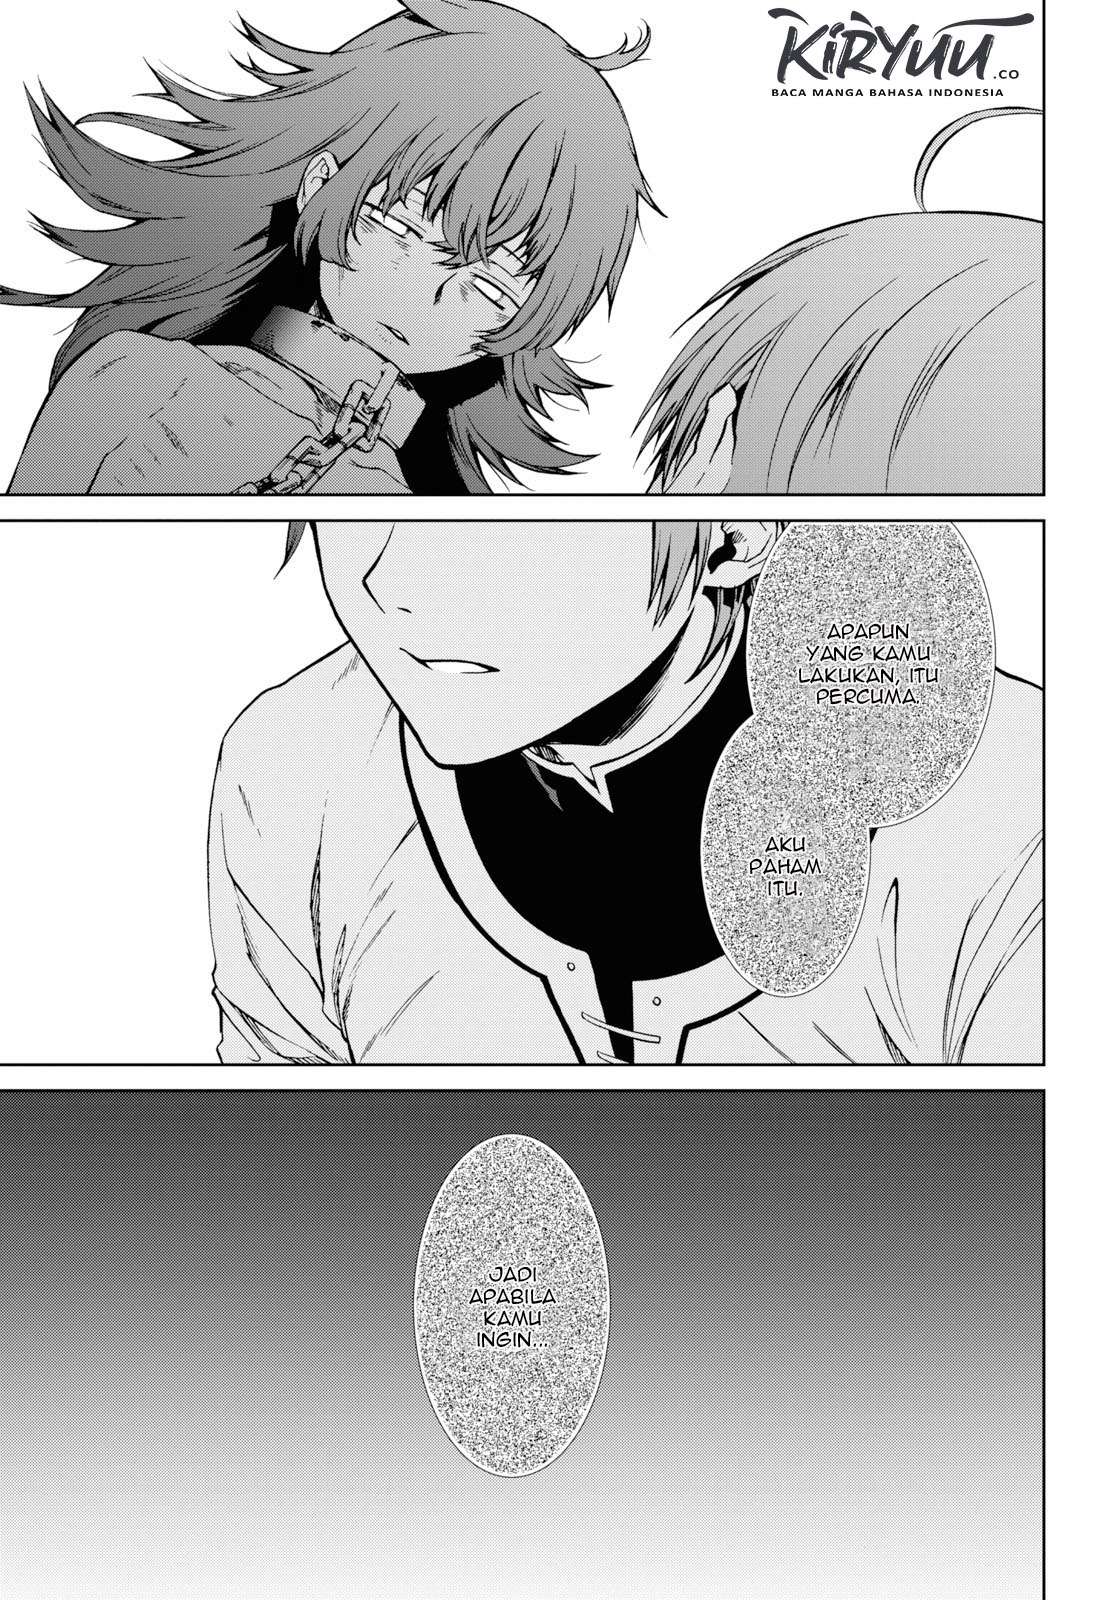 KIRYUU.CO
BACA MANGA BAHASA INDONESIA
APAPUN
YANG KAMU
LAKUKAN, ITU
PERCUMA.
AKU
PAHAM
ITU.
JADI
APABILA
KAMU
INGIN...